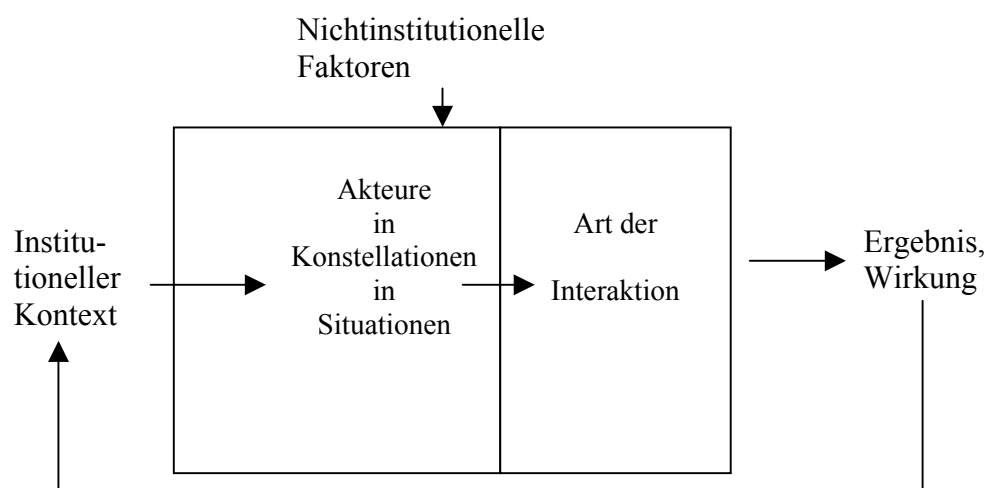 Nichtinstitutionelle
Faktoren
Institu-
tioneller
Kontext
Akteure
in
Konstellationen
in
Situationen
Art der
Interaktion
Ergebnis,
Wirkung